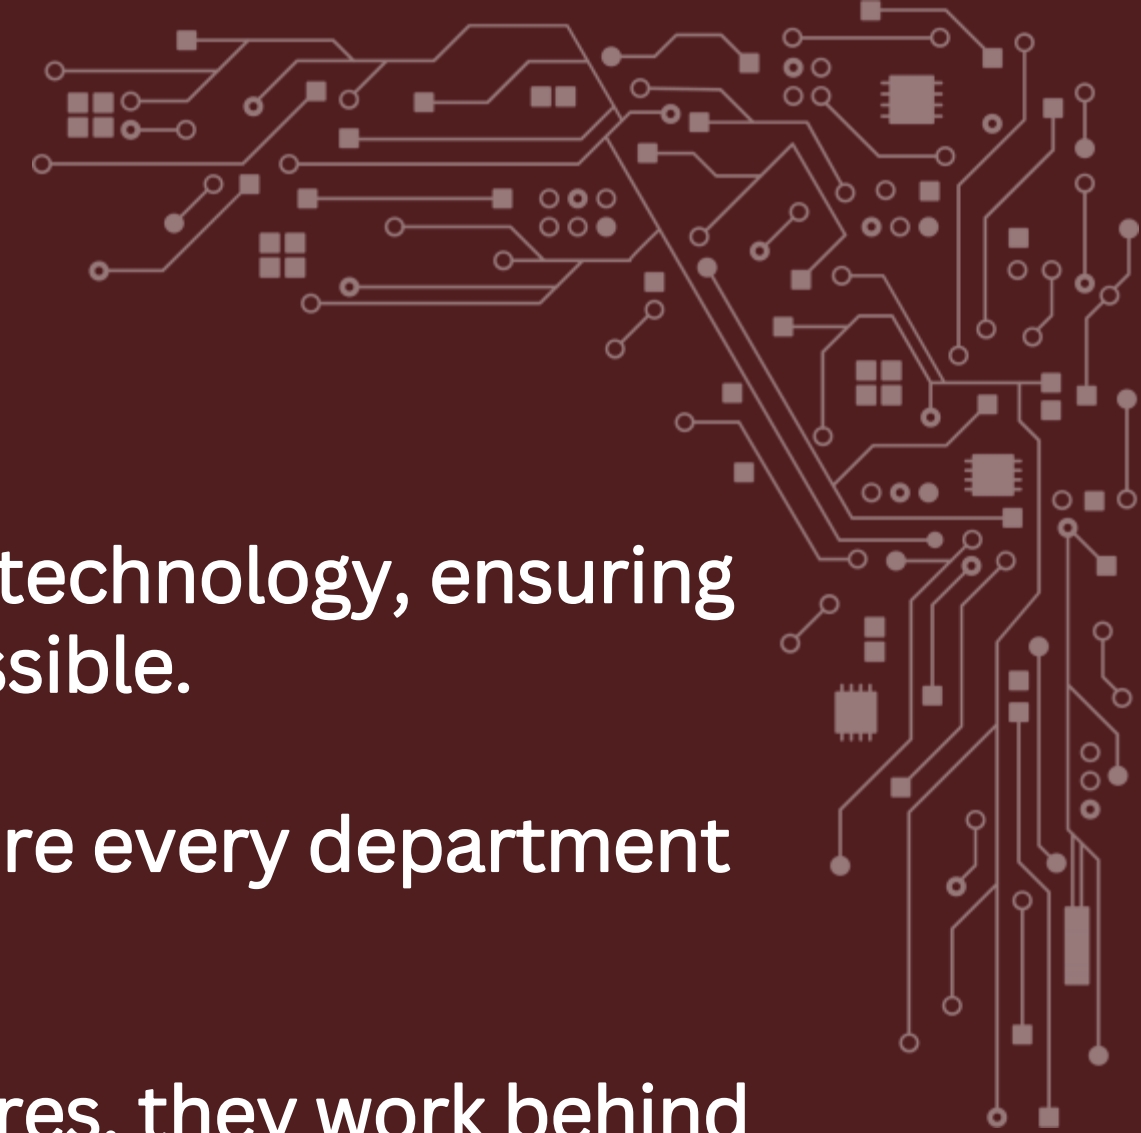 technology, ensuring
ssible.
re every department
res, they work behind